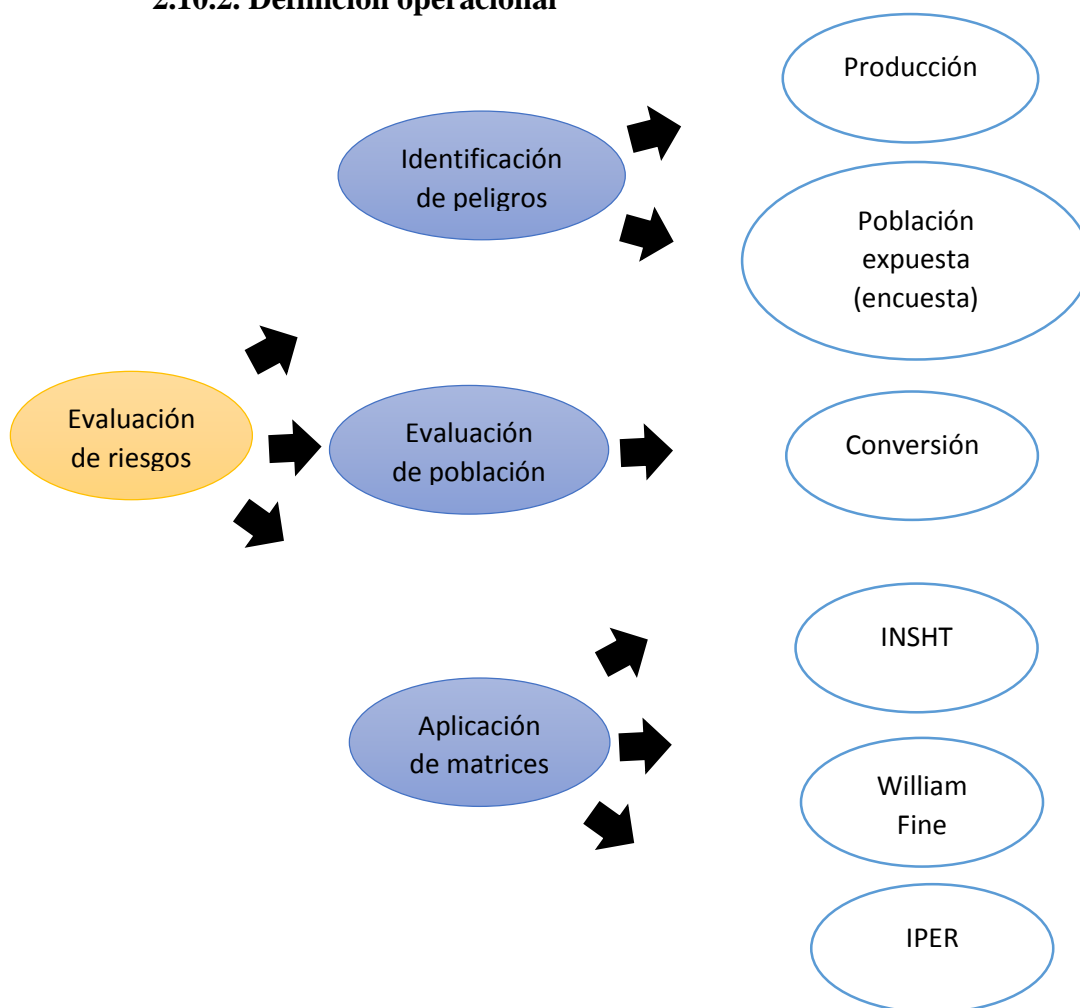 2.10.2. Definición operacional
Producción
Identificación
de peligros
Población
expuesta
(encuesta)
Evaluación
de riesgos
Evaluación
de población
Conversión
INSHT
Aplicación
de matrices
William
Fine
IPER